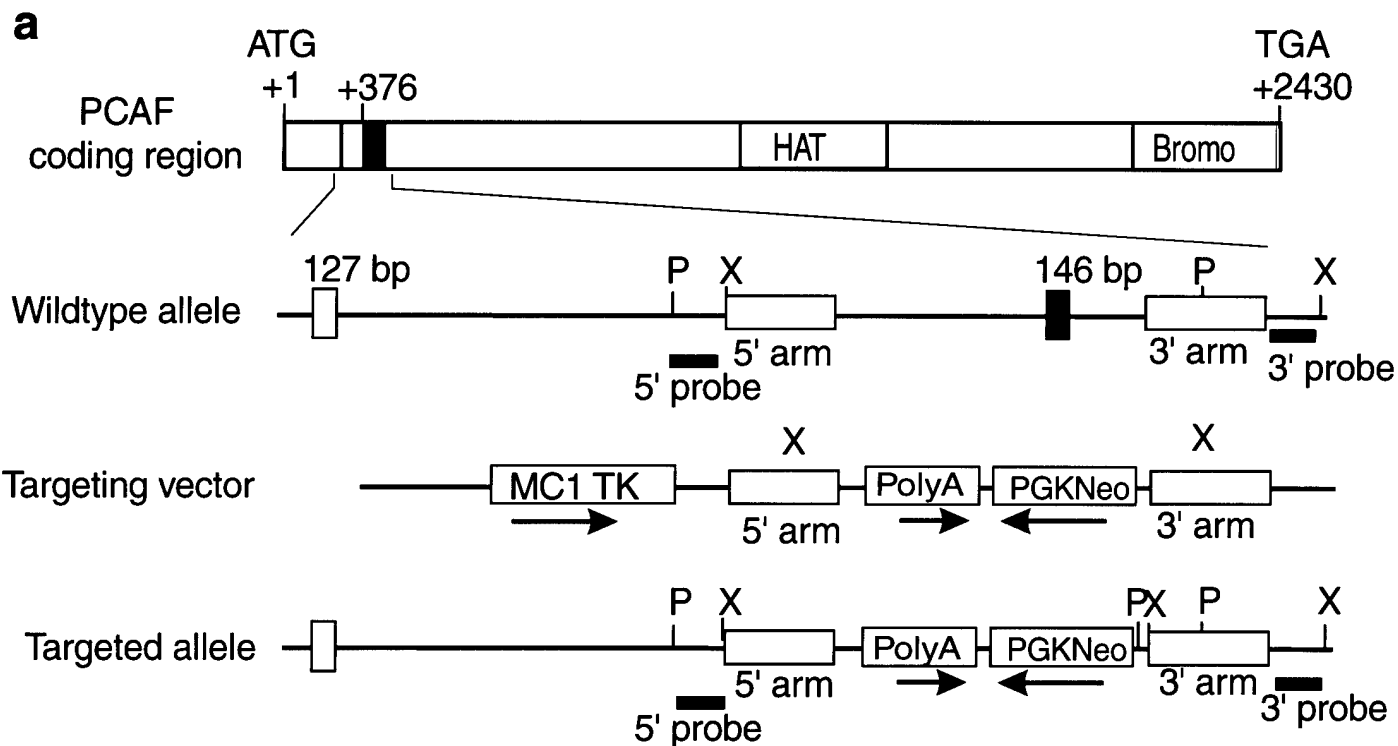 a
ATG
TGA
+1
+376
+2430
PCAF
coding region
HAT
Bromo
127 bp
P
X
146 bp
P
X
Wildtype allele
5' arm
3' arm
5' probe
3' probe
X
X
Targeting vector
MC1 TK
PolyA
PGKNeo
5' arm
3' arm
P
X
P
X
P
X
Targeted allele
PolyA
PGKNeo
5' arm
3' arm
5' probe
3' probe